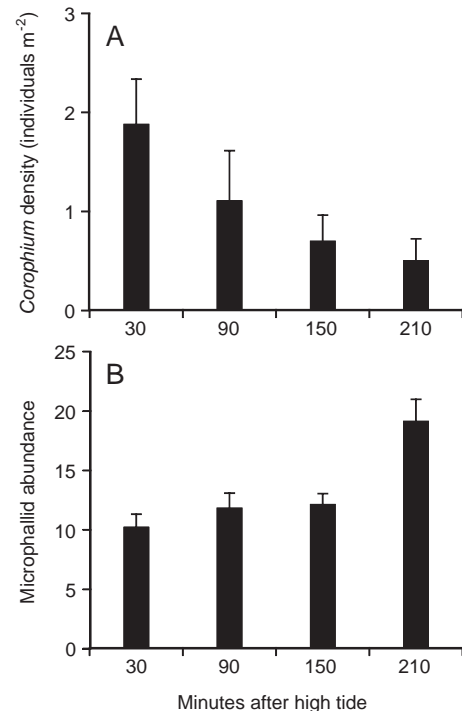 A
Corophium density (individuals m⁻²)
3
2
1
0
30 90 150 210
B
Microphallid abundance
25
20
15
10
5
0
30 90 150 210
Minutes after high tide